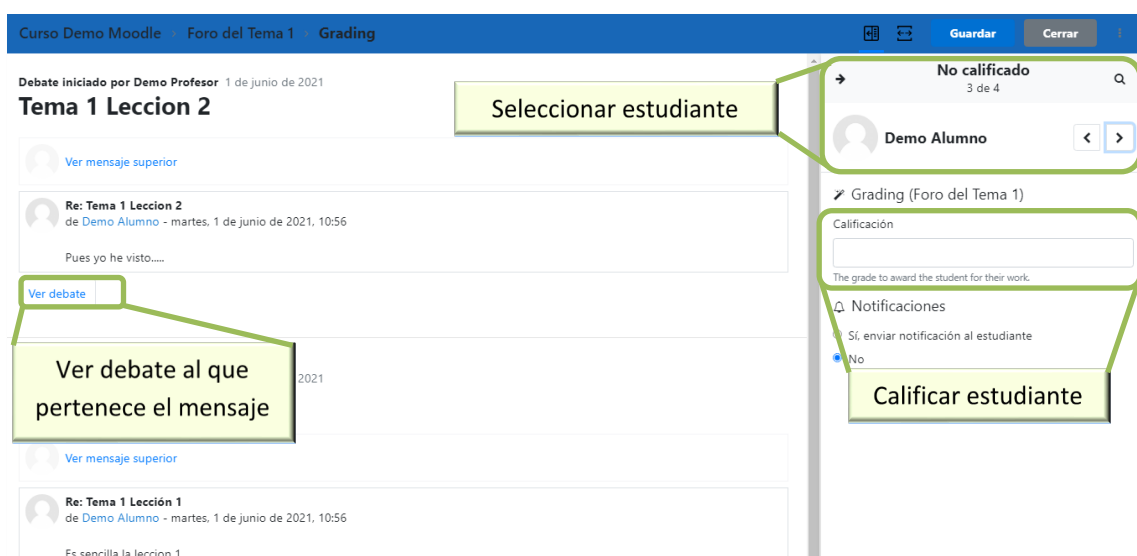 Curso Demo Moodle > Foro del Tema 1 > Grading
Guardar
Cerrar
Debate iniciado por Demo Profesor 1 de junio de 2021
Tema 1 Leccion 2
Seleccionar estudiante
No calificado
3 de 4
Demo Alumno
Ver mensaje superior
Re: Tema 1 Leccion 2
de Demo Alumno - martes, 1 de junio de 2021, 10:56
Pues yo he visto.....
Ver debate
Grading (Foro del Tema 1)
Calificación
The grade to award the student for their work.
Notificaciones
Sí, enviar notificación al estudiante
No
Calificar estudiante
Ver debate al que
pertenece el mensaje
2021
Ver mensaje superior
Re: Tema 1 Lección 1
de Demo Alumno - martes, 1 de junio de 2021, 10:56
Es sencilla la leccion 1